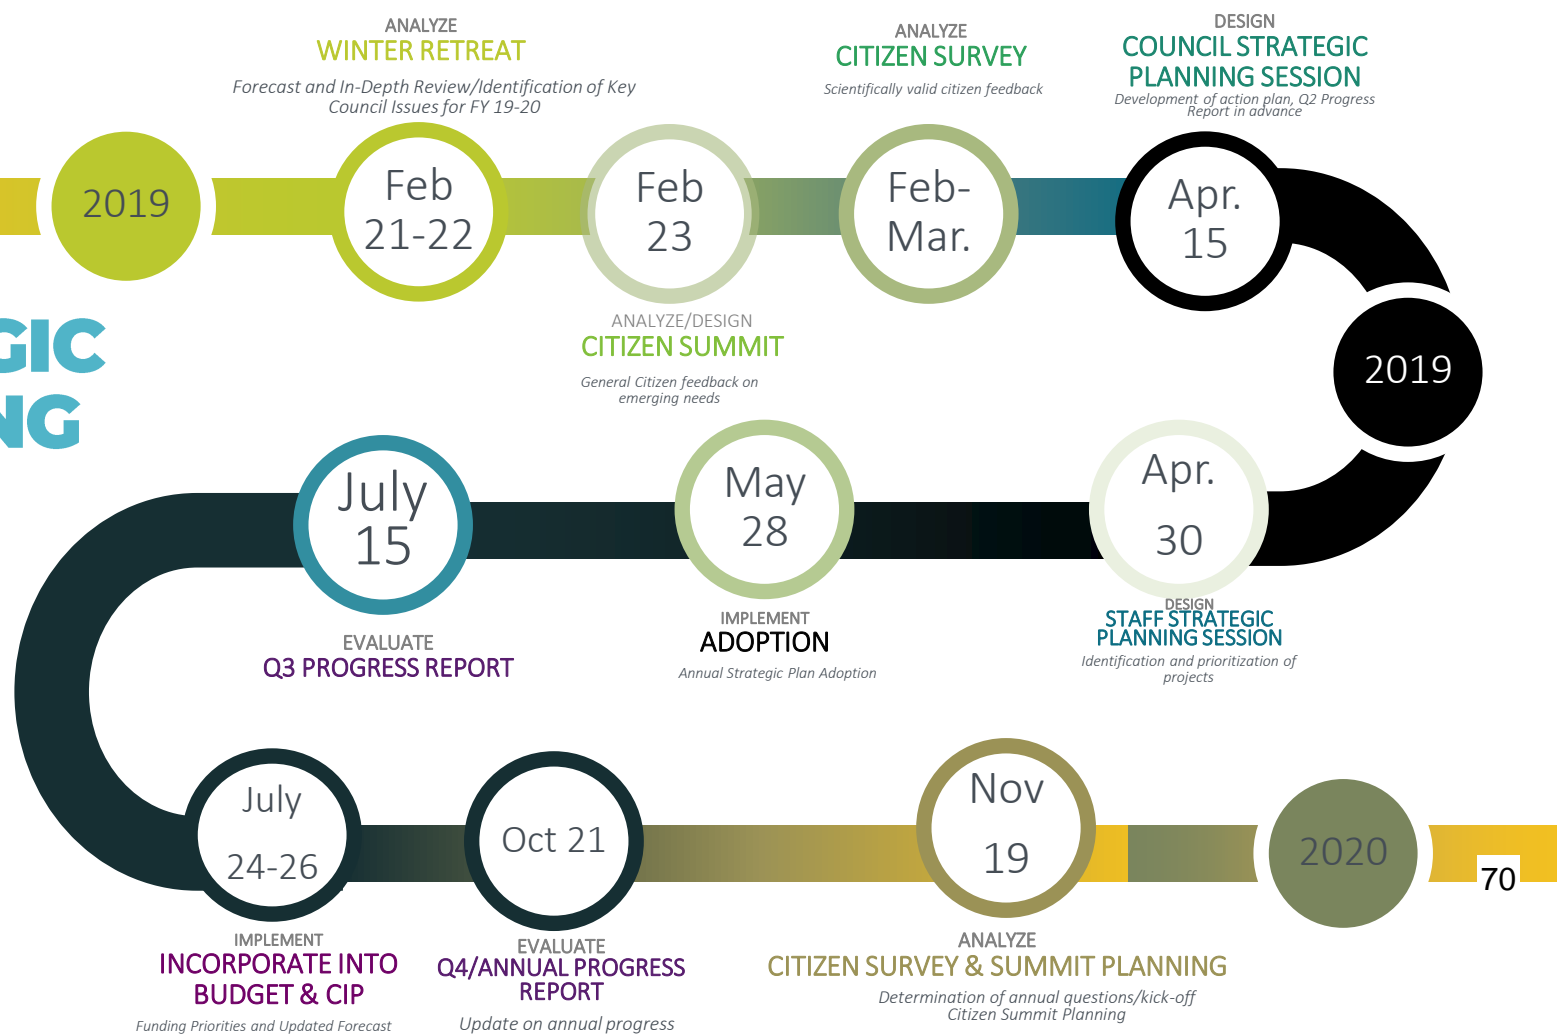 ANALYZE
WINTER RETREAT
Forecast and In-Depth Review/Identification of Key
Council Issues for FY 19-20
ANALYZE
CITIZEN SURVEY
Scientifically valid citizen feedback
DESIGN
COUNCIL STRATEGIC
PLANNING SESSION
Development of action plan, Q2 Progress
Report in advance
2019
Feb
21-22
Feb
23
Feb-
Mar.
Apr.
15
ANALYZE/DESIGN
CITIZEN SUMMIT
General Citizen feedback on
emerging needs
GIC
NG
2019
July
15
May
28
Apr.
30
EVALUATE
Q3 PROGRESS REPORT
IMPLEMENT
ADOPTION
Annual Strategic Plan Adoption
DESIGN
STAFF STRATEGIC
PLANNING SESSION
Identification and prioritization of
projects
July
24-26
Oct 21
Nov
19
2020
70
IMPLEMENT
INCORPORATE INTO
BUDGET & CIP
Funding Priorities and Updated Forecast
EVALUATE
Q4/ANNUAL PROGRESS
REPORT
Update on annual progress
ANALYZE
CITIZEN SURVEY & SUMMIT PLANNING
Determination of annual questions/kick-off
Citizen Summit Planning